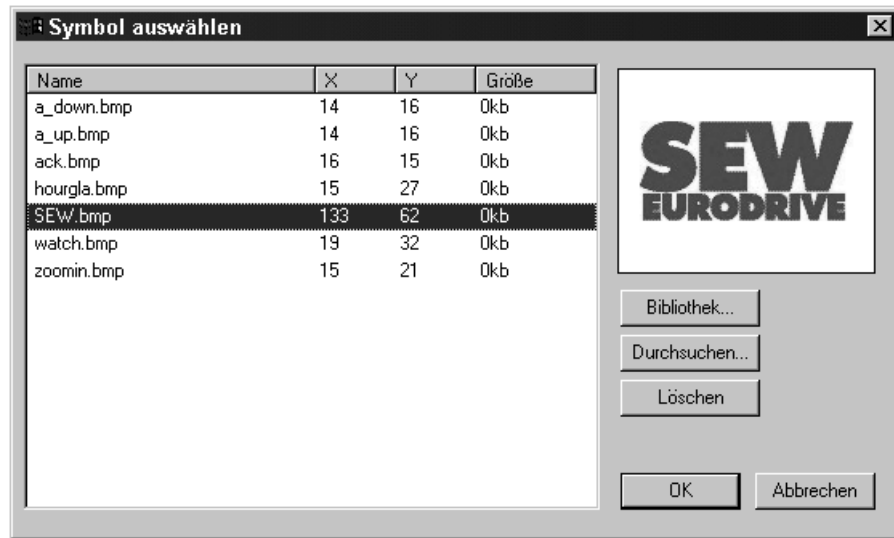 Symbol auswählen
Name X Y Größe
a_down.bmp 14 16 0kb
a_up.bmp 14 16 0kb
ack.bmp 16 15 0kb
hourgla.bmp 15 27 0kb
SEW.bmp 133 62 0kb
watch.bmp 19 32 0kb
zoomin.bmp 15 21 0kb
SEW
EURODRIVE
Bibliothek...
Durchsuchen...
Löschen
OK Abbrechen